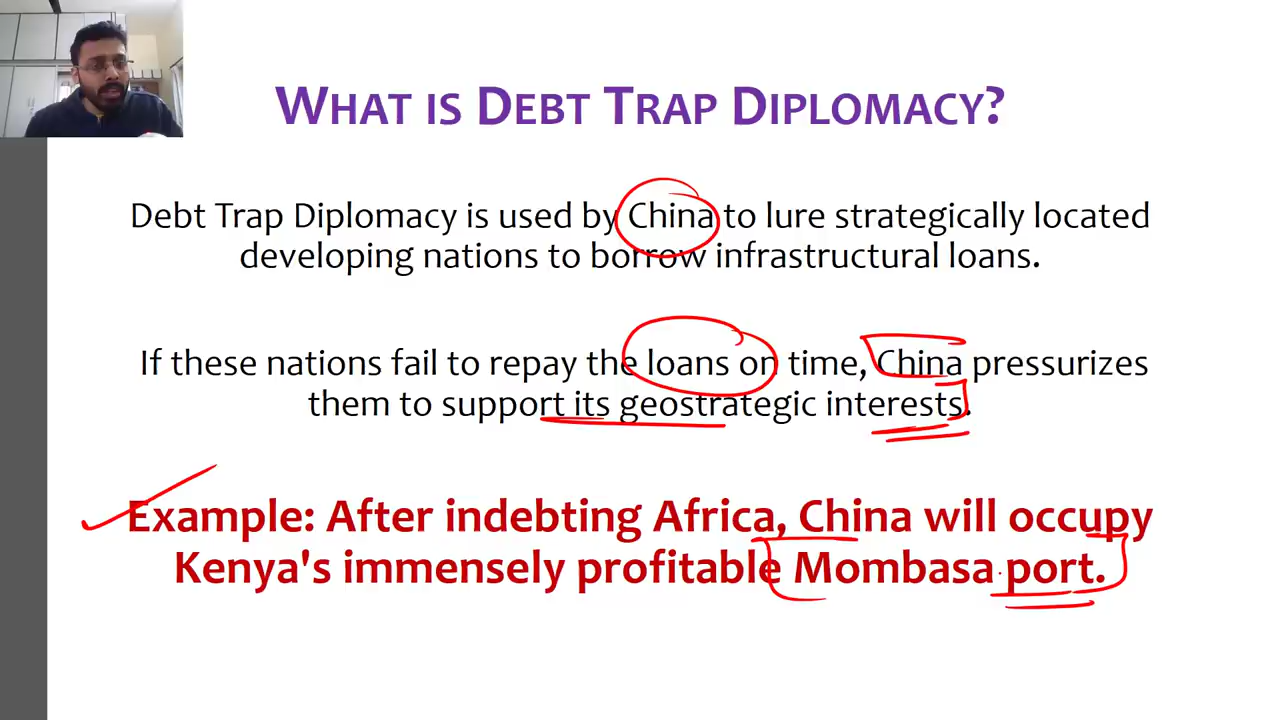 WHAT IS DEBT TRAP DIPLOMACY?
Debt Trap Diplomacy is used by China to lure strategically located
developing nations to borrow infrastructural loans.
If these nations fail to repay the loans on time, China pressurizes
them to support its geostrategic interests.
Example: After indebting Africa, China will occupy
Kenya's immensely profitable Mombasa port.